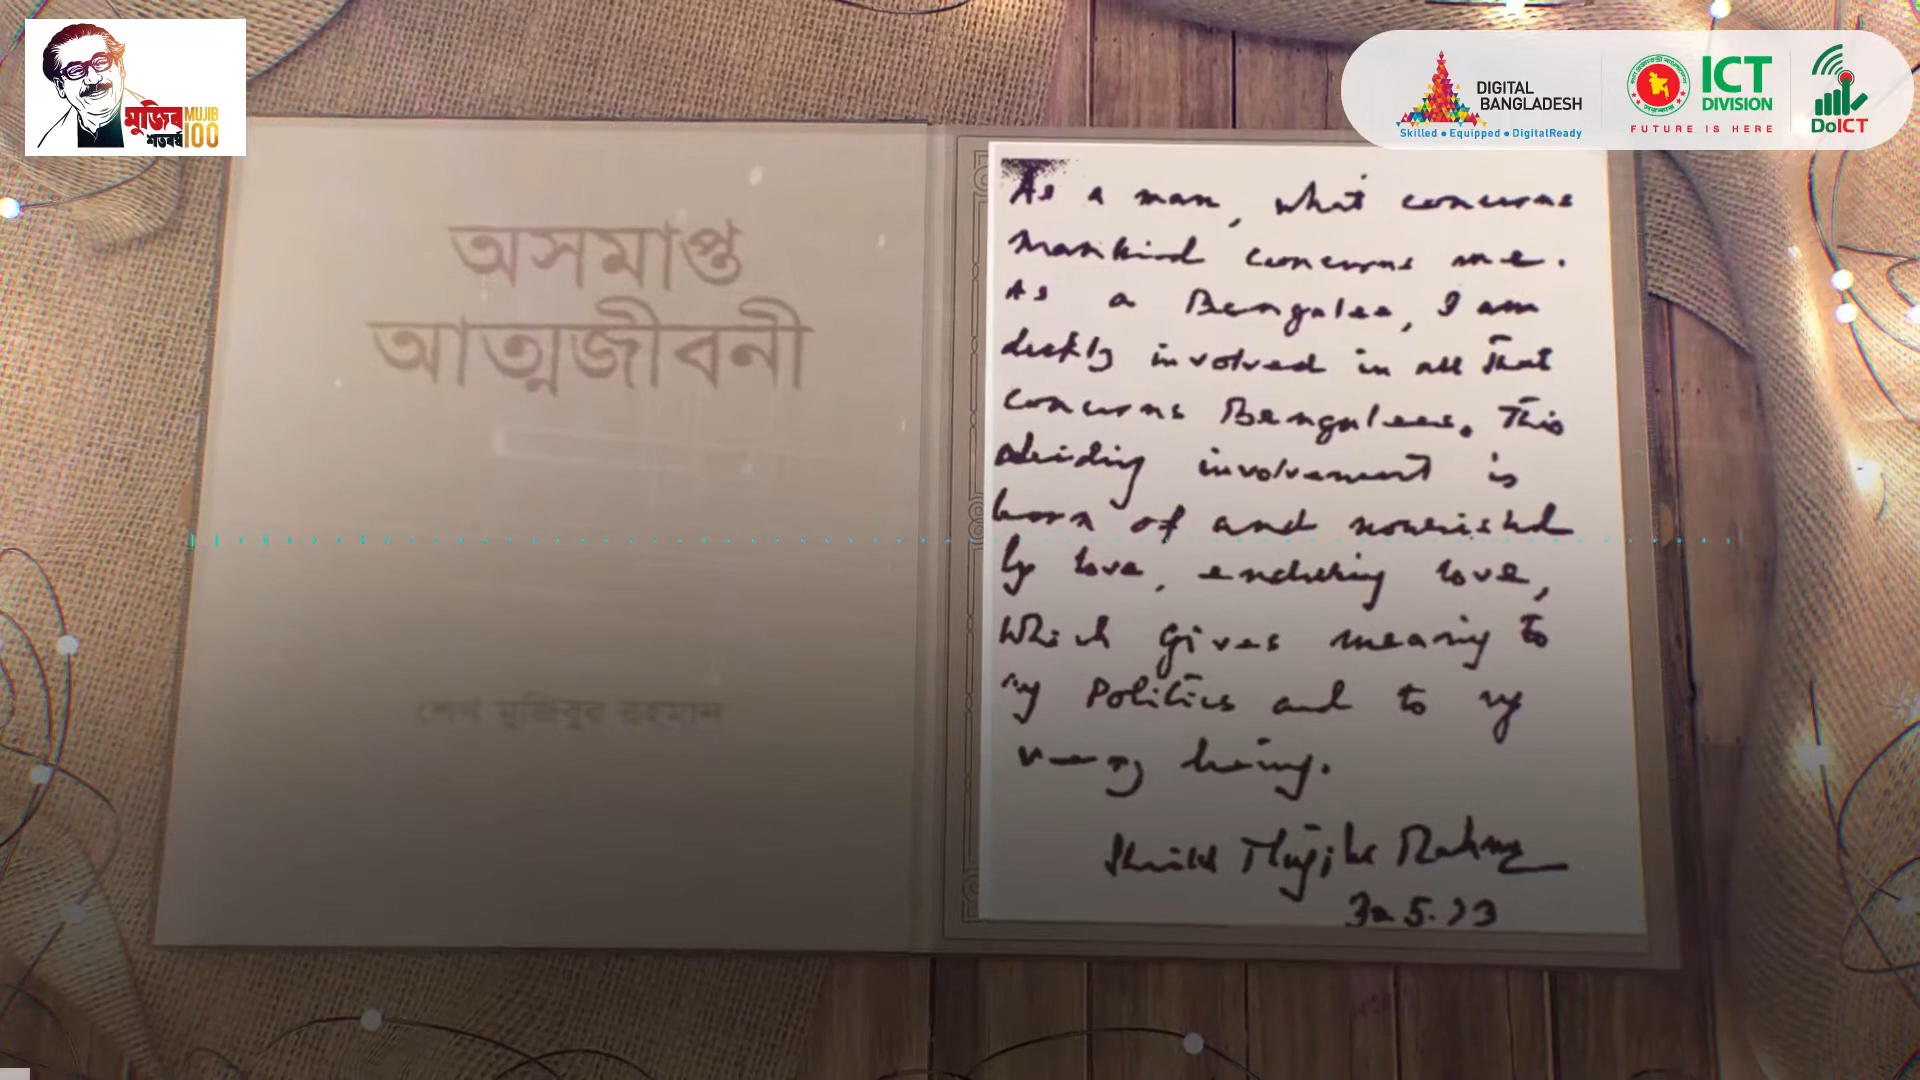 মুজিব MUJIB
শতবর্ষ 100
DIGITAL
BANGLADESH
Skilled • Equipped • DigitalReady
ICT
DIVISION
FUTURE IS HERE
DoICT
অসমাপ্ত
আত্মজীবনী
শেখ মুজিবুর রহমান
As a man, what concerns
mankind concerns me.
As a Bengalee, I am
deeply involved in all that
concerns Bengalees. This
abiding involvement is
born of and nourished
by love, enduring love,
which gives meaning to
my politics and to my
very being.
Sheikh Mujibur Rahman
30.5.73